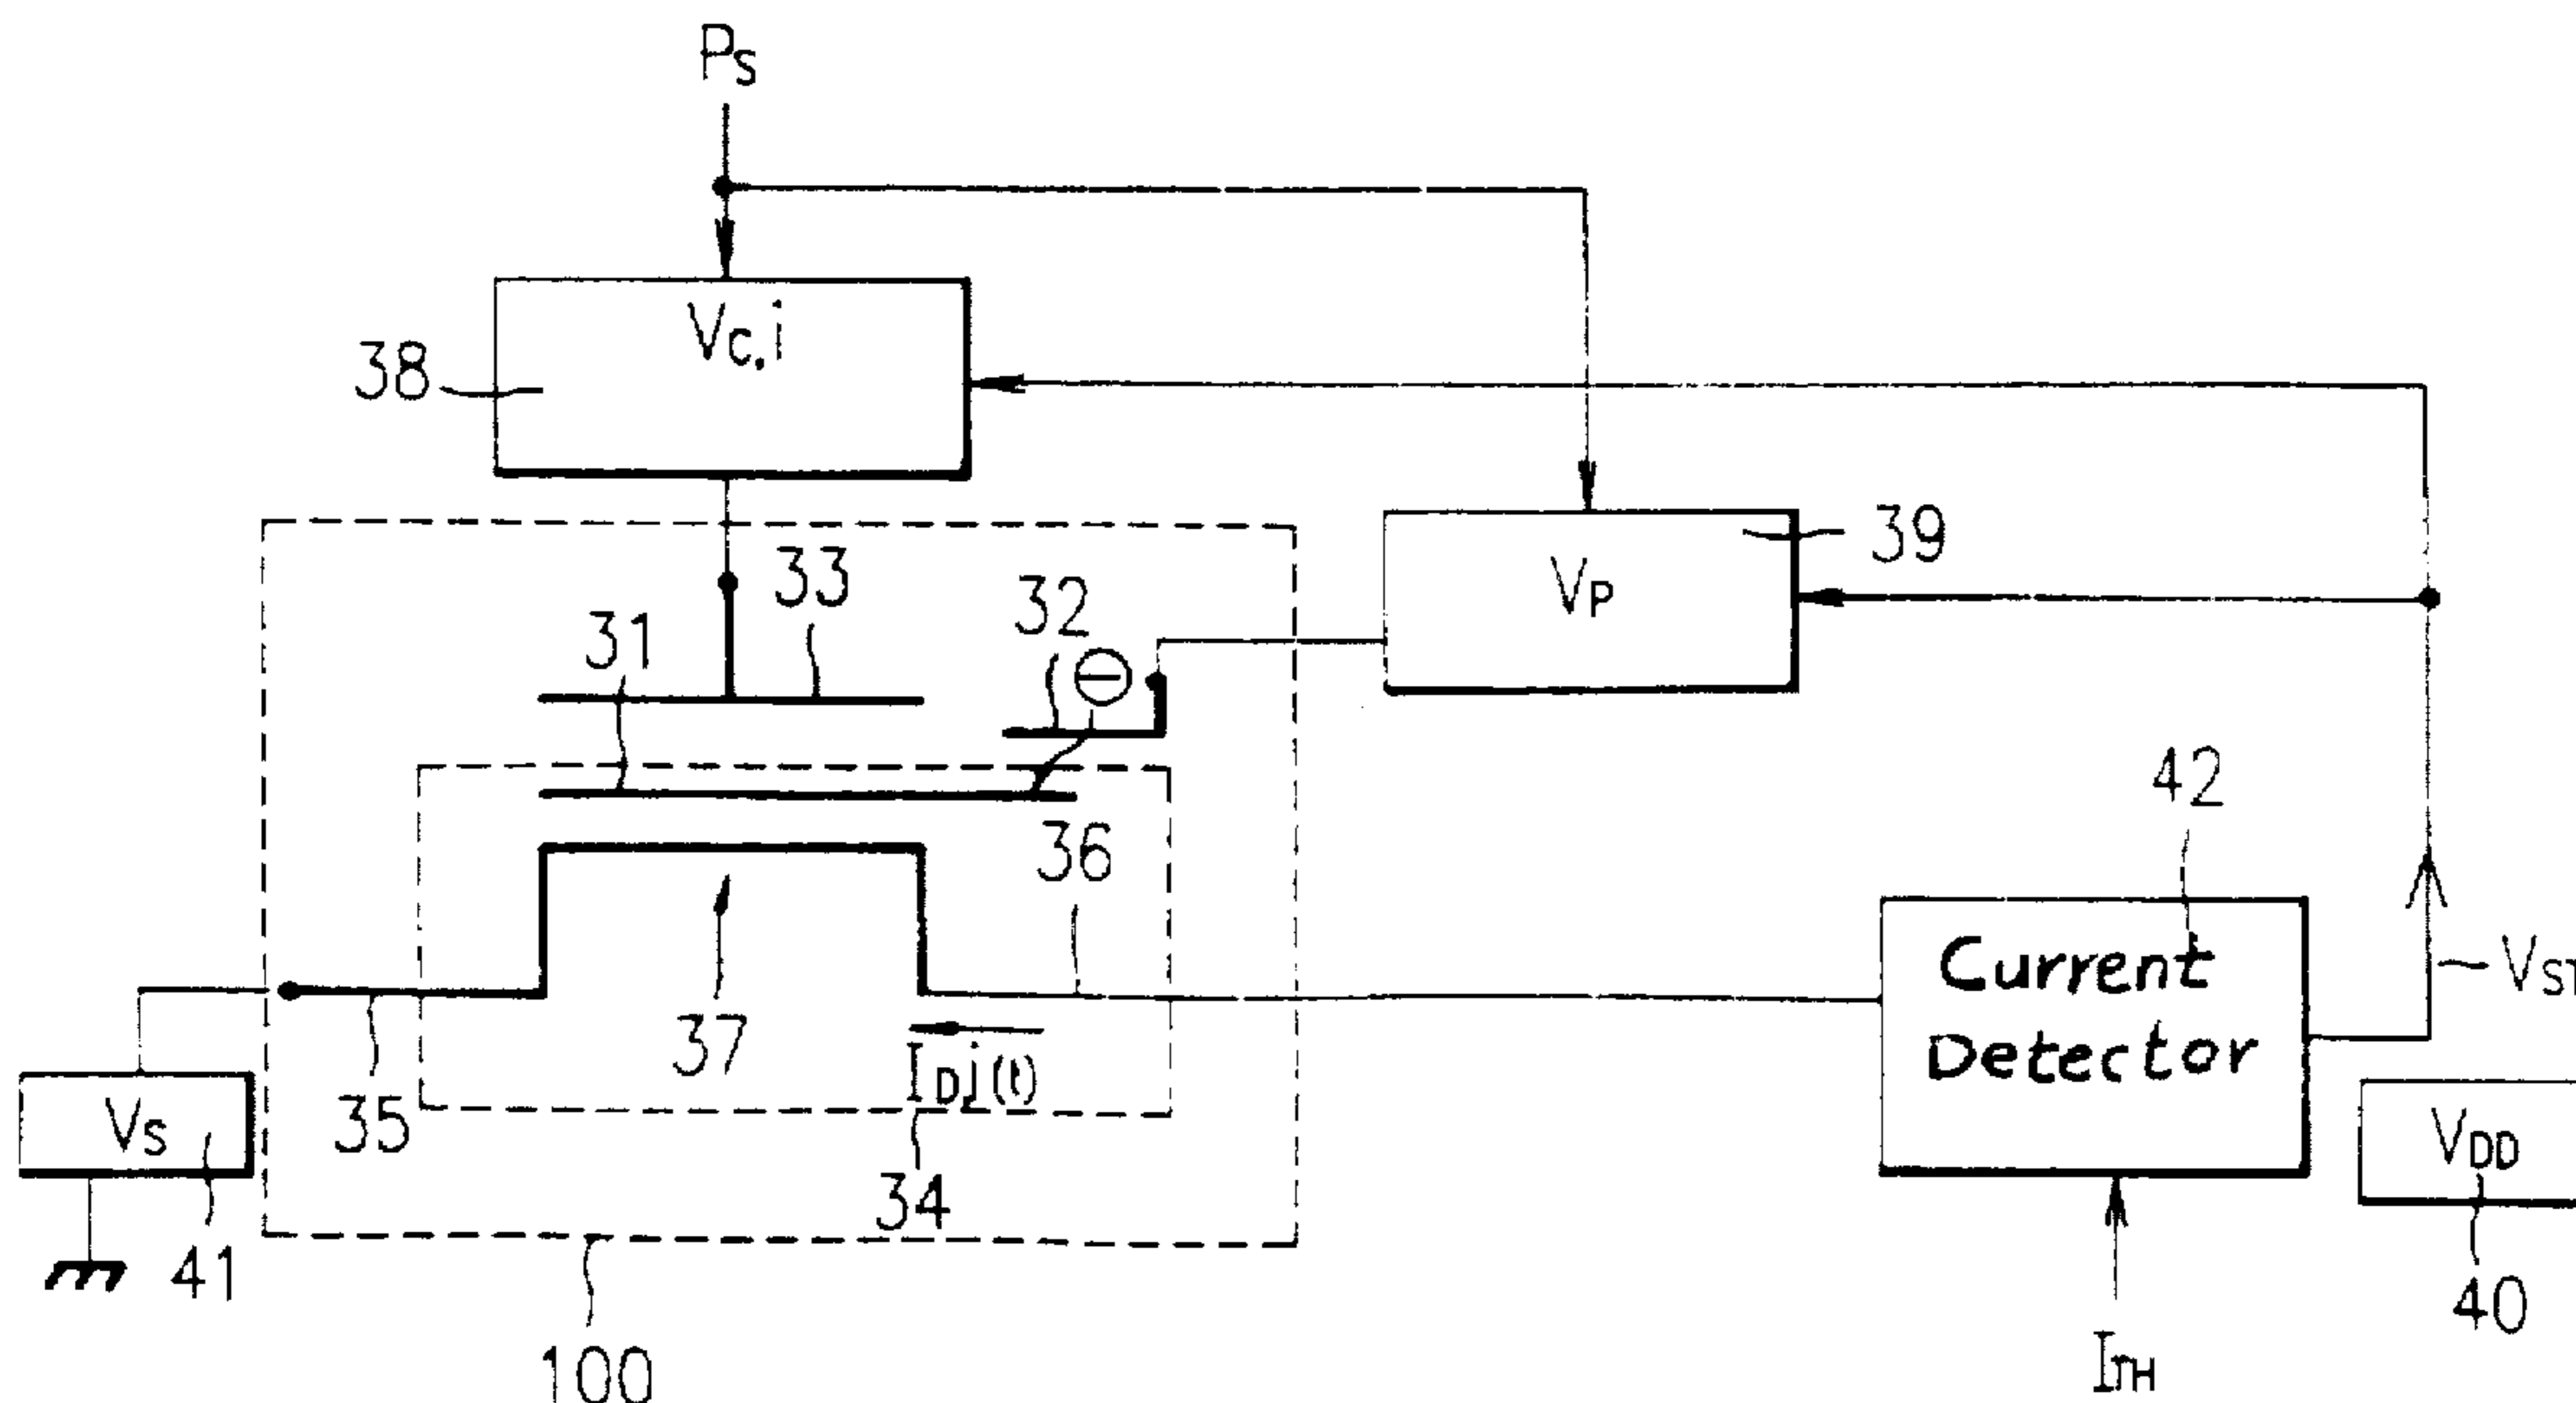 Ps
Vc,i
38
39
VP
33
32
31
⊖
42
36
Current
Detector
VST
37
ID,i(t)
VDD
Vs
35
34
41
40
100
ITH